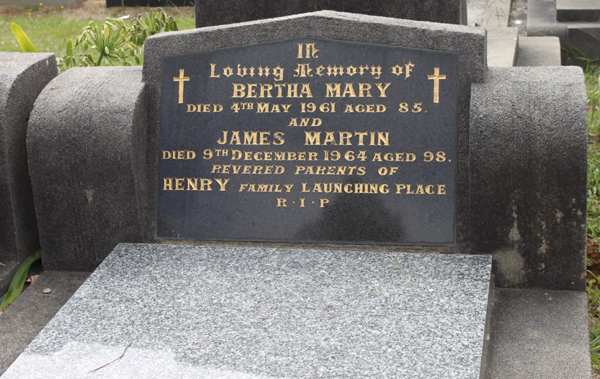 In
Loving Memory of
BERTHA MARY
DIED 4TH MAY 1961 AGED 85.
AND
JAMES MARTIN
DIED 9TH DECEMBER 1964 AGED 98.
REVERED PARENTS OF
HENRY FAMILY LAUNCHING PLACE
R·I·P